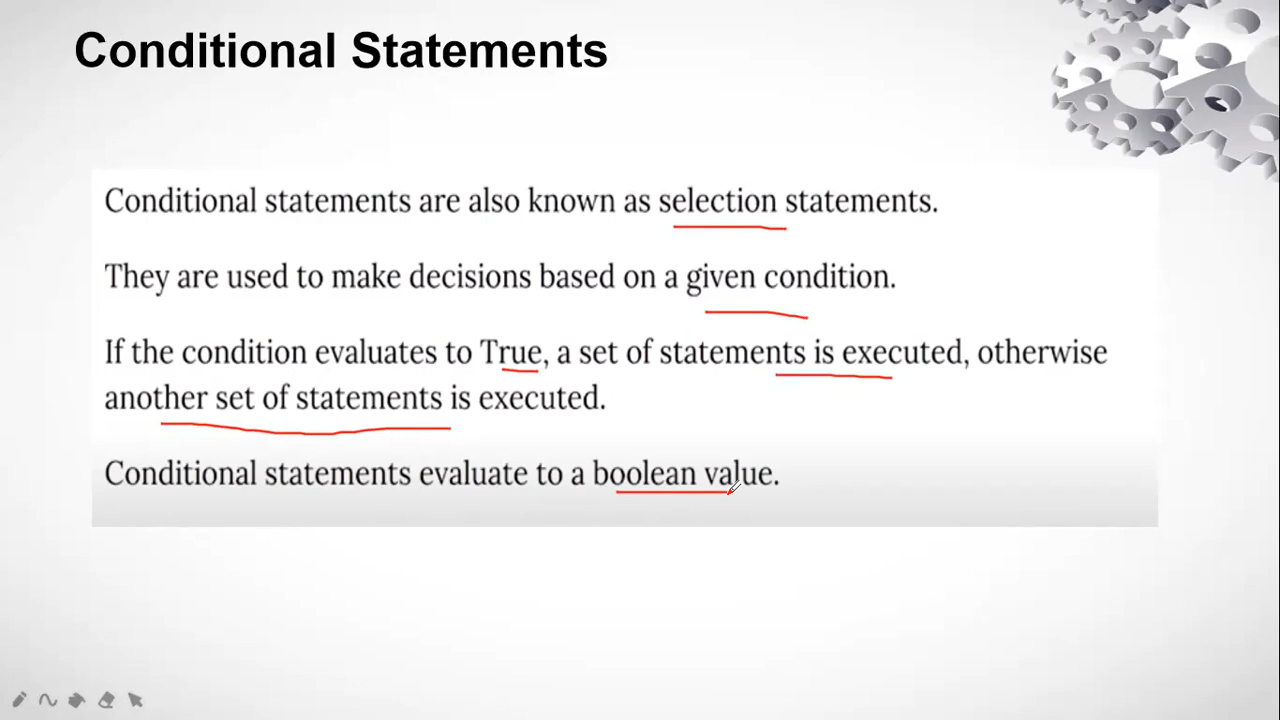 Conditional Statements
Conditional statements are also known as selection statements.
They are used to make decisions based on a given condition.
If the condition evaluates to True, a set of statements is executed, otherwise
another set of statements is executed.
Conditional statements evaluate to a boolean value.